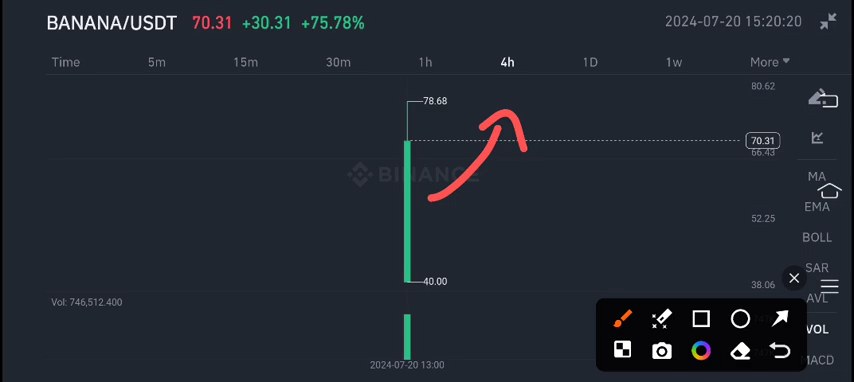 BANANA/USDT 70.31 +30.31 +75.78% 2024-07-20 15:20:20
Time 5m 15m 30m 1h 4h 1D 1w More
80.62
78.68
70.31
66.43
BINANCE
MA
EMA
52.25
BOLL
SAR
40.00
38.06
AVL
Vol: 746,512.400
VOL
MACD
2024-07-20 13:00